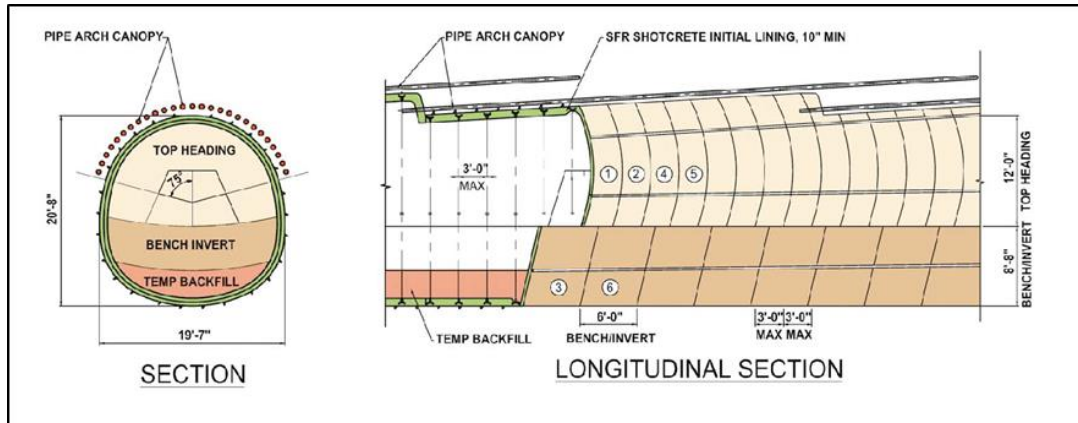 PIPE ARCH CANOPY
TOP HEADING
75°
BENCH INVERT
TEMP BACKFILL
20'-8"
19'-7"
SECTION
PIPE ARCH CANOPY
SFR SHOTCRETE INITIAL LINING, 10" MIN
3'-0"
MAX
1
2
4
5
3
6
12'-0"
TOP HEADING
8'-8"
BENCH/INVERT
6'-0"
BENCH/INVERT
3'-0"
3'-0"
MAX
MAX
TEMP BACKFILL
LONGITUDINAL SECTION